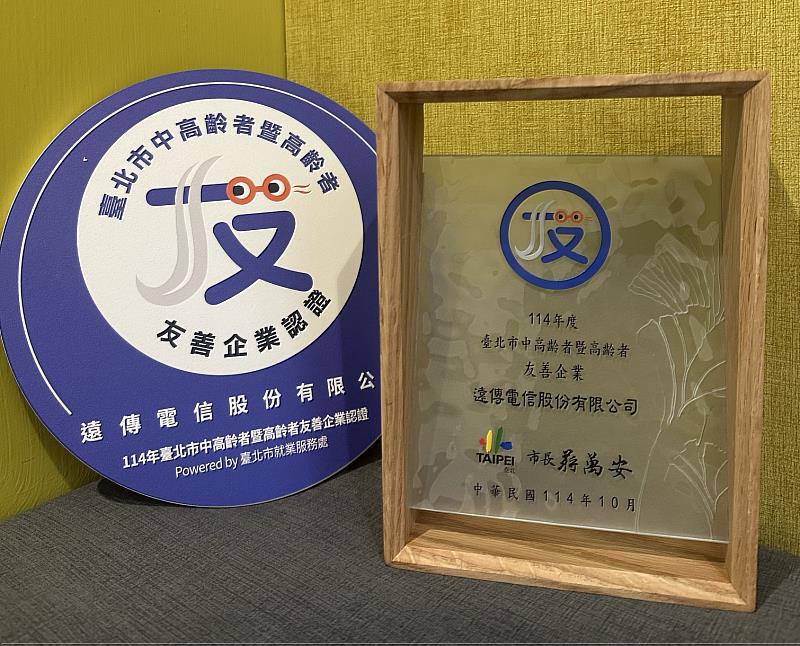 臺北市中高齡者暨高齡者
友
友善企業認證
遠傳電信股份有限公
114年臺北市中高齡者暨高齡者友善企業認證
Powered by 臺北市就業服務處
友
114年度
臺北市中高齡者暨高齡者
友善企業
遠傳電信股份有限公司
TAIPEI
臺北
市長 蔣萬安
中華民國114年10月